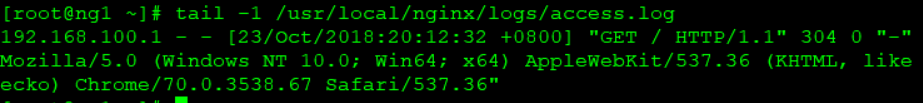 [root@ng1 ~]# tail -1 /usr/local/nginx/logs/access.log
192.168.100.1 - - [23/Oct/2018:20:12:32 +0800] "GET / HTTP/1.1" 304 0 "-"
Mozilla/5.0 (Windows NT 10.0; Win64; x64) AppleWebKit/537.36 (KHTML, like
ecko) Chrome/70.0.3538.67 Safari/537.36"